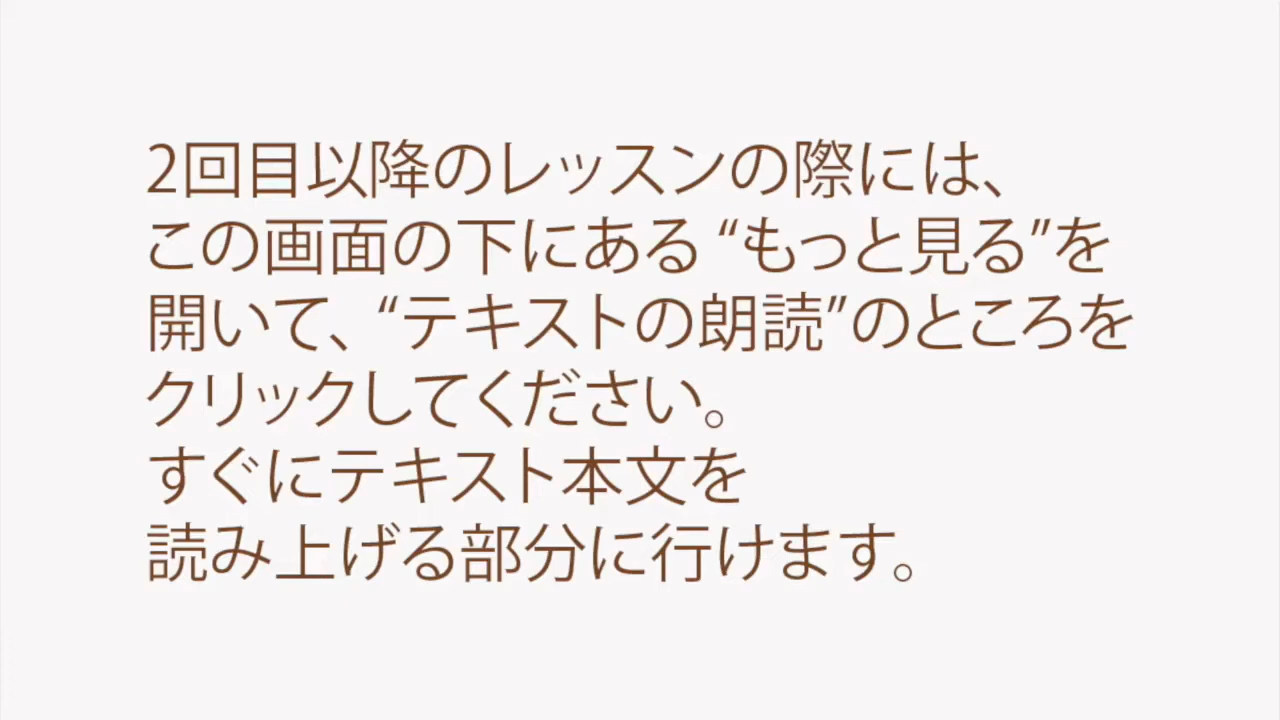 2回目以降のレッスンの際には、
この画面の下にある “もっと見る”を
開いて、“テキストの朗読”のところを
クリックしてください。
すぐにテキスト本文を
読み上げる部分に行けます。